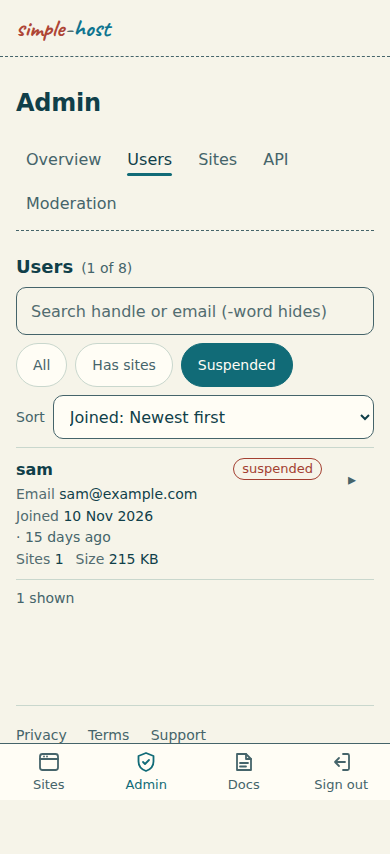 simple-host
Admin
Overview Users Sites API
Moderation
Users (1 of 8)
Search handle or email (-word hides)
All Has sites Suspended
Sort Joined: Newest first
sam suspended ▸
Email sam@example.com
Joined 10 Nov 2026
· 15 days ago
Sites 1 Size 215 KB
1 shown
Privacy Terms Support
Sites Admin Docs Sign out